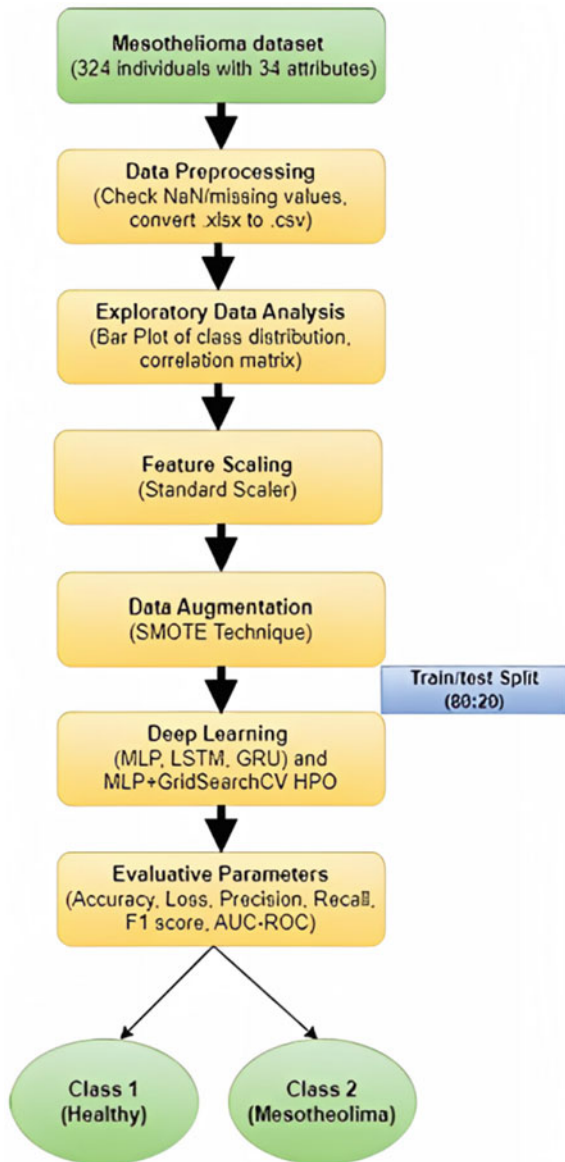 Mesothelioma dataset
(324 individuals with 34 attributes)
Data Preprocessing
(Check NaN/missing values,
convert .xlsx to .csv)
Exploratory Data Analysis
(Bar Plot of class distribution,
correlation matrix)
Feature Scaling
(Standard Scaler)
Data Augmentation
(SMOTE Technique)
Train/test Split
(80:20)
Deep Learning
(MLP, LSTM, GRU) and
MLP+GridSearchCV HPO
Evaluative Parameters
(Accuracy, Loss, Precision, Recall,
F1 score, AUC-ROC)
Class 1
(Healthy)
Class 2
(Mesotheolima)